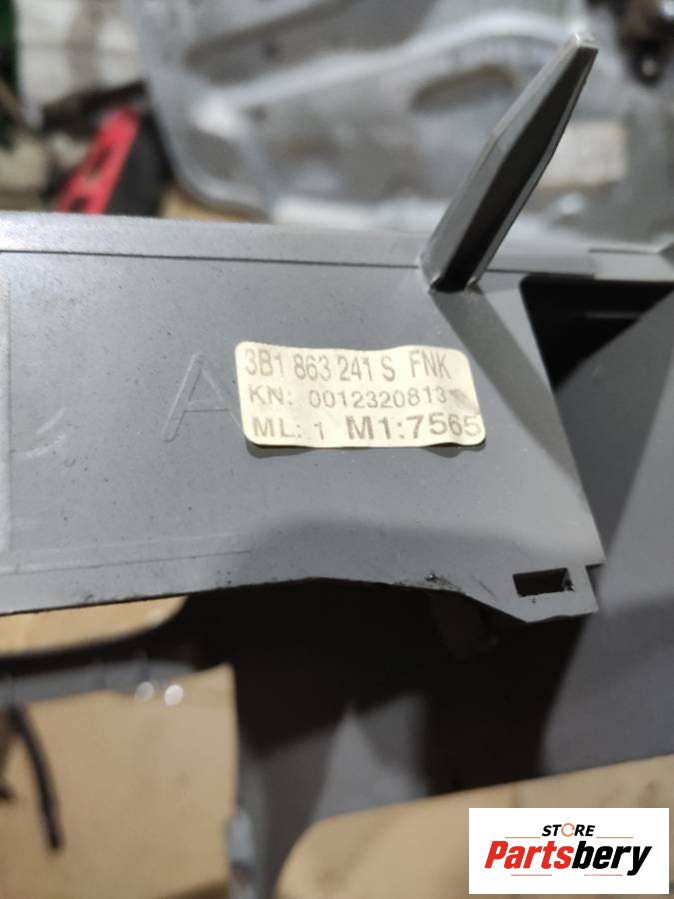 A
3B1 863 241 S FNK
KN: 0012320813
ML: 1 M1:7565
STORE
Partsbery